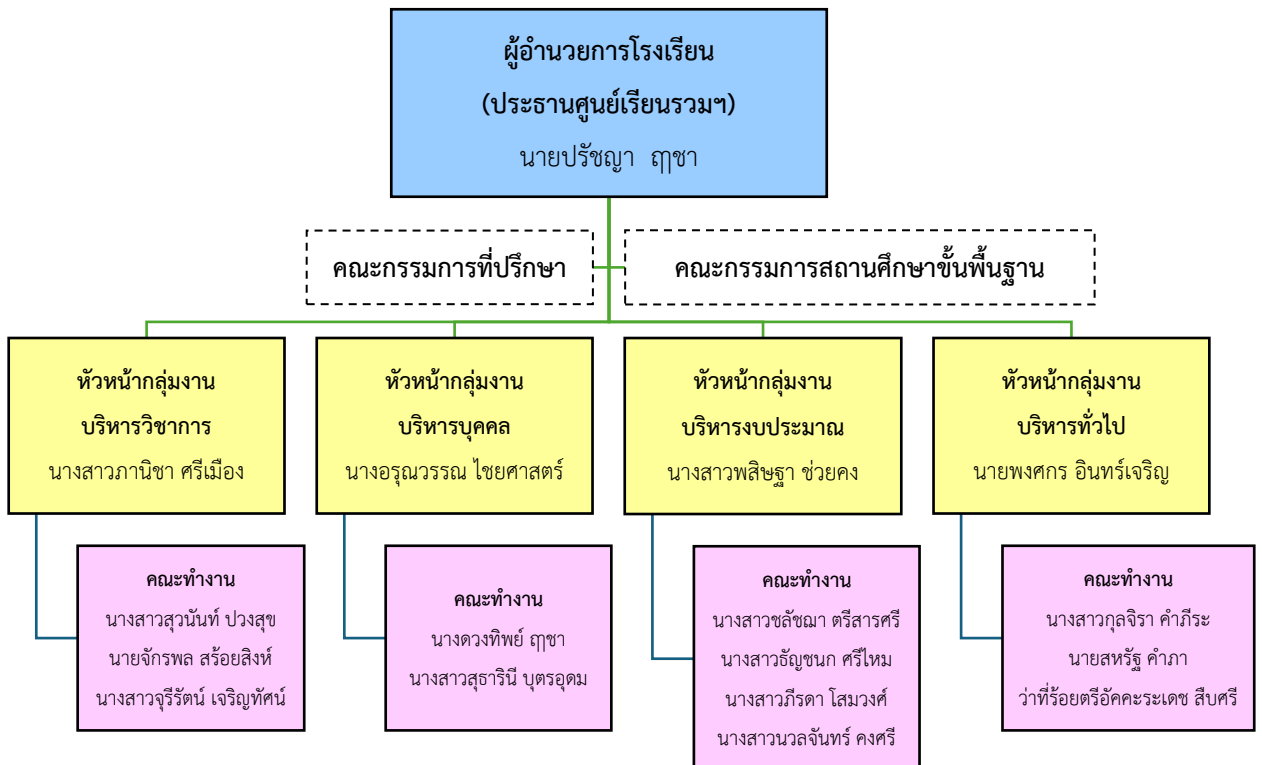 ผู้อำนวยการโรงเรียน
(ประธานศูนย์เรียนรวมฯ)
นายปรัชญา ฤๅชา
คณะกรรมการที่ปรึกษา
คณะกรรมการสถานศึกษาขั้นพื้นฐาน
หัวหน้ากลุ่มงาน
บริหารวิชาการ
นางสาวภานิชา ศรีเมือง
หัวหน้ากลุ่มงาน
บริหารบุคคล
นางอรุณวรรณ ไชยศาสตร์
หัวหน้ากลุ่มงาน
บริหารงบประมาณ
นางสาวพสิษฐา ช่วยคง
หัวหน้ากลุ่มงาน
บริหารทั่วไป
นายพงศกร อินทร์เจริญ
คณะทำงาน
นางสาวสุวนันท์ ปวงสุข
นายจักรพล สร้อยสิงห์
นางสาวจุรีรัตน์ เจริญทัศน์
คณะทำงาน
นางดวงทิพย์ ฤๅชา
นางสาวสุธารินี บุตรอุดม
คณะทำงาน
นางสาวชลัชฌา ตรีสารศรี
นางสาวธัญชนก ศรีไหม
นางสาวภีรดา โสมวงศ์
นางสาวนวลจันทร์ คงศรี
คณะทำงาน
นางสาวกุลจิรา คำภีระ
นายสหรัฐ คำภา
ว่าที่ร้อยตรีอัคคะระเดช สืบศรี